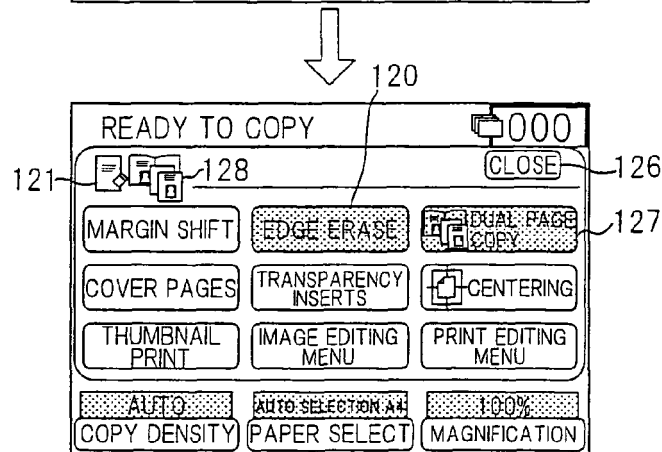 120
READY TO COPY
000
121
128
CLOSE
126
MARGIN SHIFT
EDGE ERASE
DUAL PAGE
COPY
127
COVER PAGES
TRANSPARENCY
INSERTS
CENTERING
THUMBNAIL
PRINT
IMAGE EDITING
MENU
PRINT EDITING
MENU
AUTO
AUTO SELECTION A4
100%
COPY DENSITY
PAPER SELECT
MAGNIFICATION